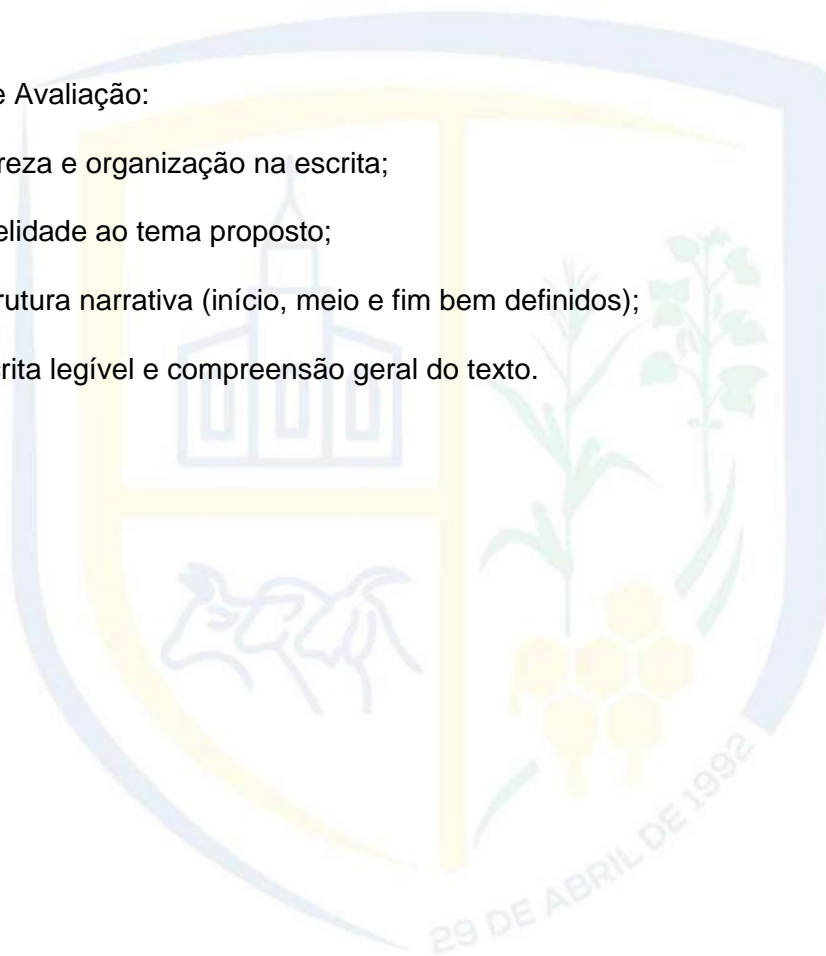 e Avaliação:
reza e organização na escrita;
elidade ao tema proposto;
rutura narrativa (início, meio e fim bem definidos);
rita legível e compreensão geral do texto.
29 DE ABRIL DE 1992